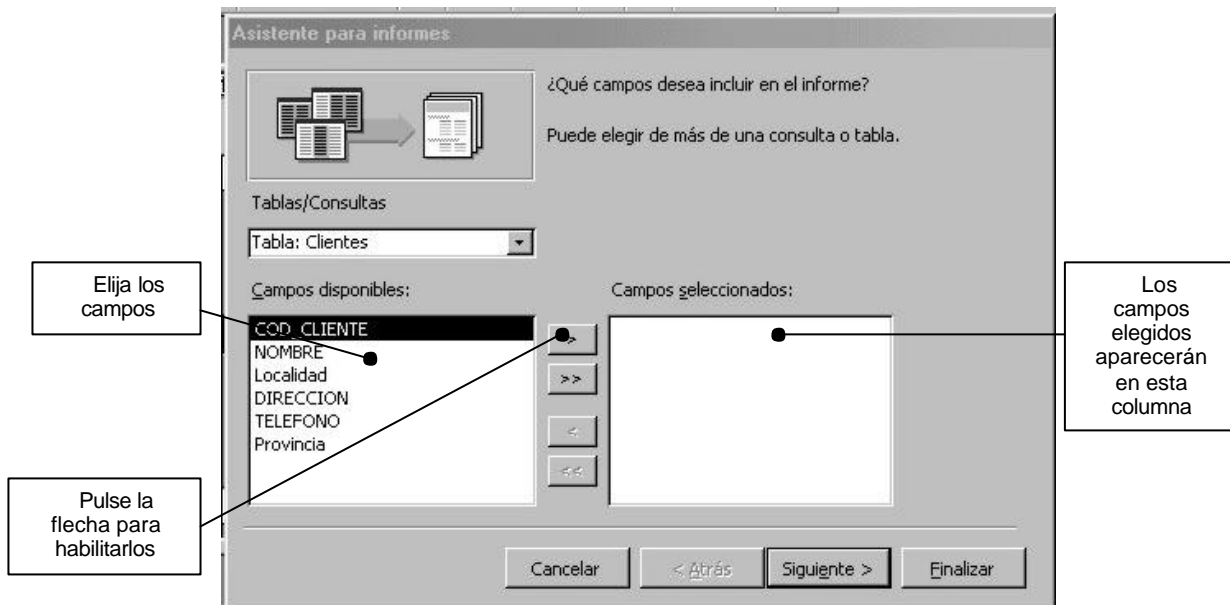 Asistente para informes
¿Qué campos desea incluir en el informe?
Puede elegir de más de una consulta o tabla.
Tablas/Consultas
Tabla: Clientes
Elija los
campos
Campos disponibles:
Campos seleccionados:
COD_CLIENTE
NOMBRE
Localidad
DIRECCION
TELEFONO
Provincia
>
>>
<
<<
Los
campos
elegidos
aparecerán
en esta
columna
Pulse la
flecha para
habilitarlos
Cancelar
< Atrás
Siguiente >
Finalizar